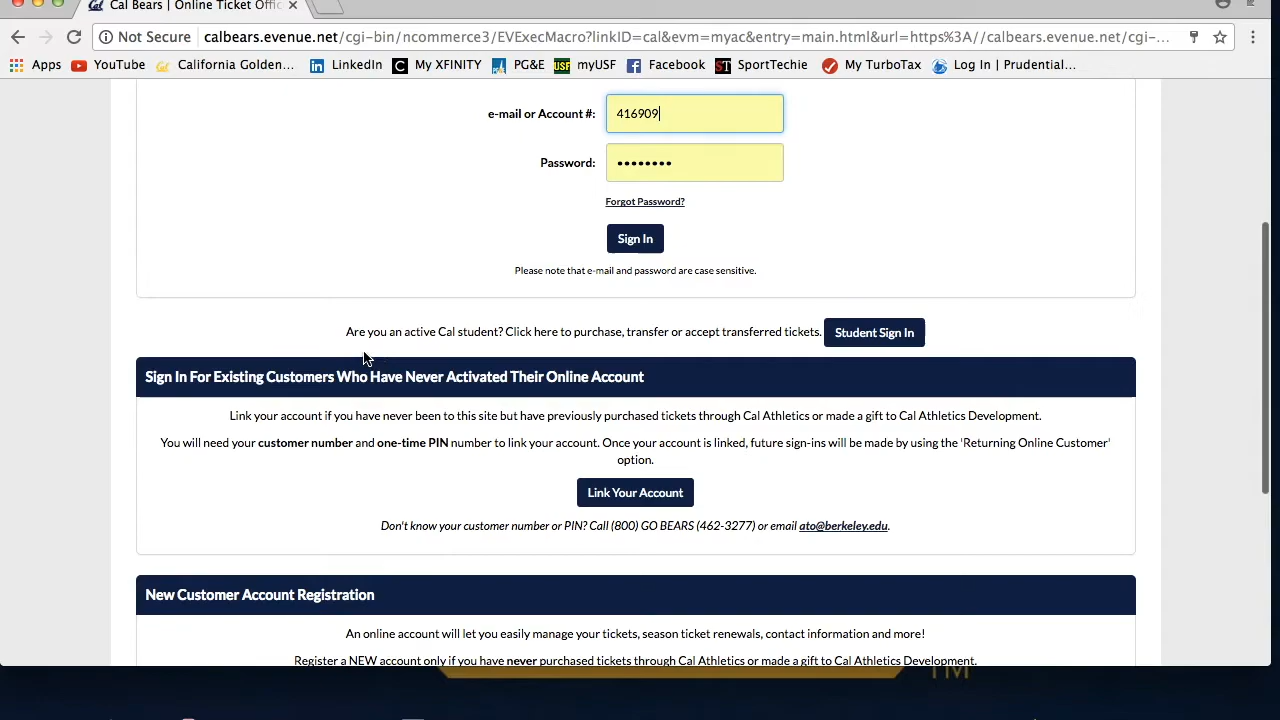 Cal Bears | Online Ticket Offic
Not Secure calbears.evenue.net/cgi-bin/ncommerce3/EVExecMacro?linkID=cal&evm=myac&entry=main.html&url=https%3A//calbears.evenue.net/cgi-...
Apps YouTube California Golden... LinkedIn My XFINITY PG&E USF myUSF Facebook ST SportTechie My TurboTax Log In | Prudential...
e-mail or Account #: 416909
Password: ••••••••
Forgot Password?
Sign In
Please note that e-mail and password are case sensitive.
Are you an active Cal student? Click here to purchase, transfer or accept transferred tickets. Student Sign In
Sign In For Existing Customers Who Have Never Activated Their Online Account
Link your account if you have never been to this site but have previously purchased tickets through Cal Athletics or made a gift to Cal Athletics Development.
You will need your customer number and one-time PIN number to link your account. Once your account is linked, future sign-ins will be made by using the 'Returning Online Customer'
option.
Link Your Account
Don't know your customer number or PIN? Call (800) GO BEARS (462-3277) or email ato@berkeley.edu.
New Customer Account Registration
An online account will let you easily manage your tickets, season ticket renewals, contact information and more!
Register a NEW account only if you have never purchased tickets through Cal Athletics or made a gift to Cal Athletics Development.
TM